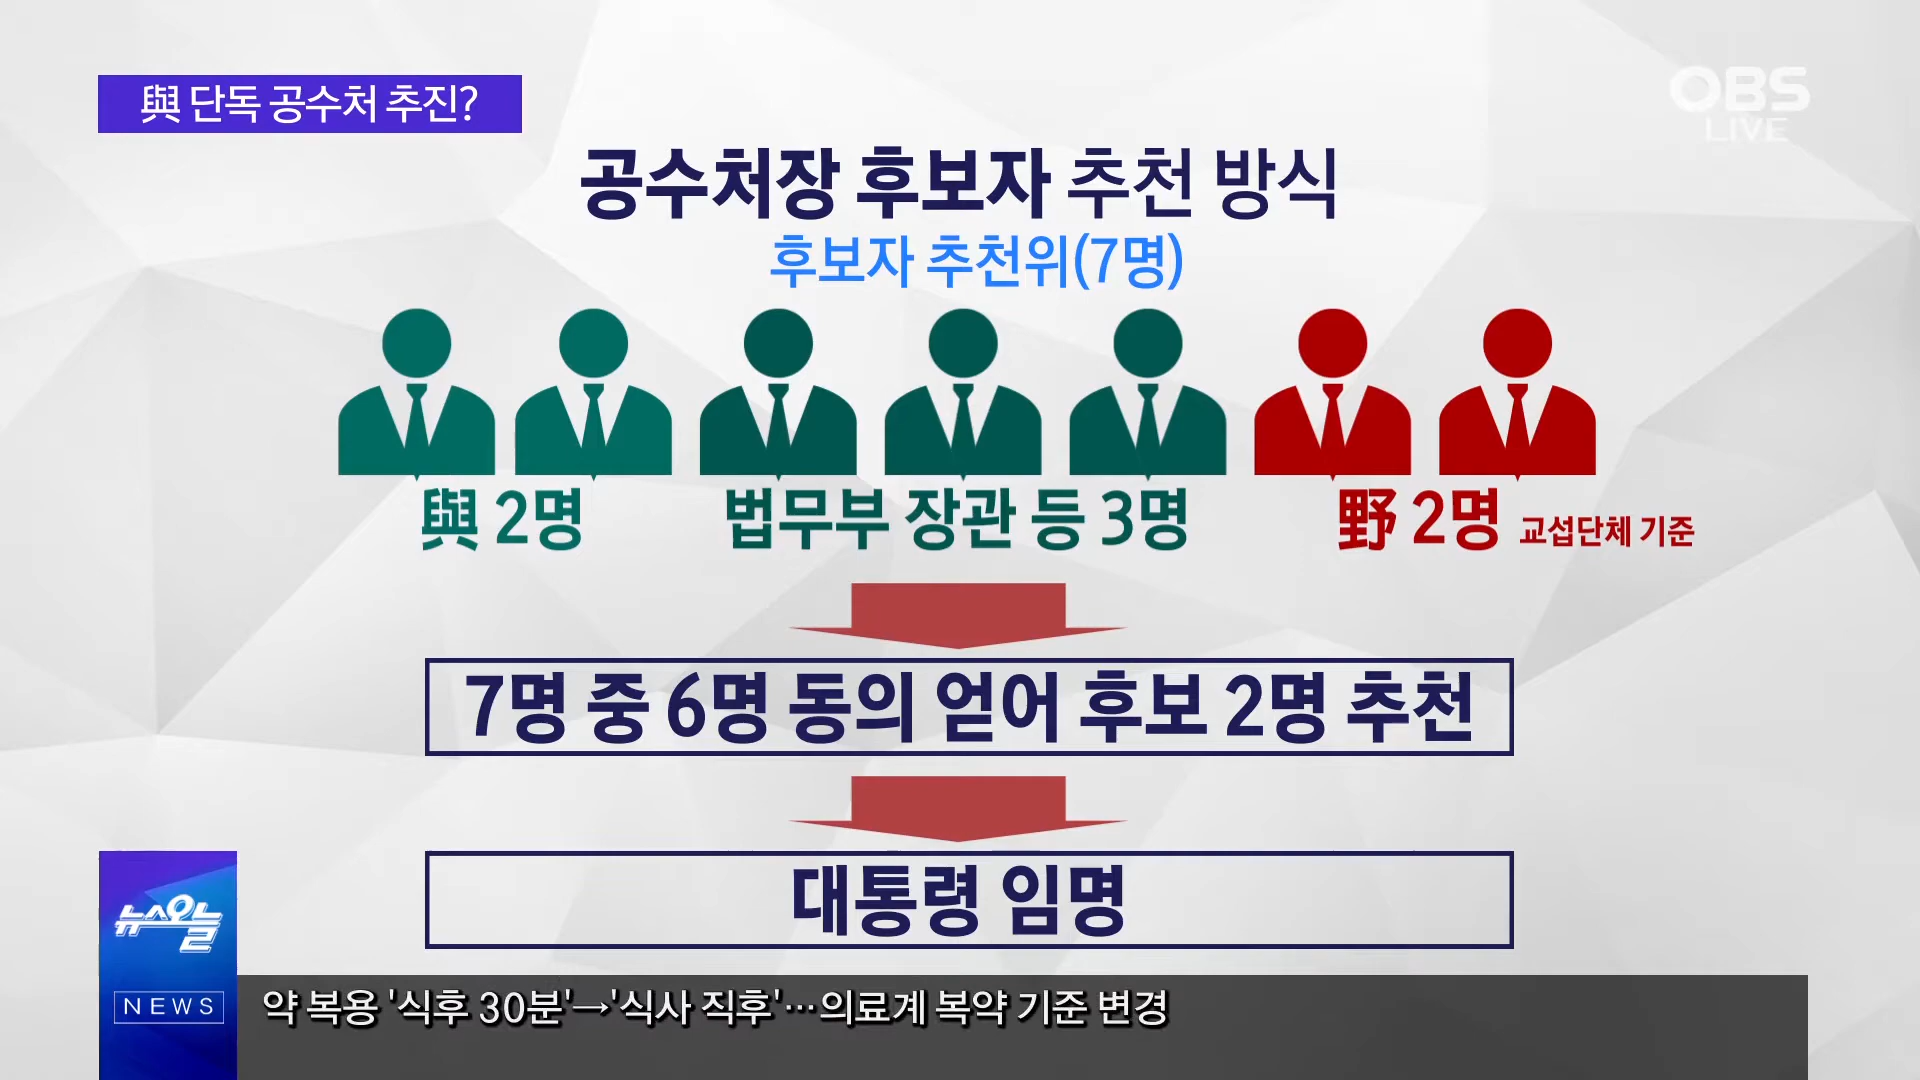 與 단독 공수처 추진?
OBS
LIVE
공수처장 후보자 추천 방식
후보자 추천위(7명)
與 2명
법무부 장관 등 3명
野 2명 교섭단체 기준
7명 중 6명 동의 얻어 후보 2명 추천
대통령 임명
뉴스오늘
NEWS
약 복용 '식후 30분'→'식사 직후'…의료계 복약 기준 변경